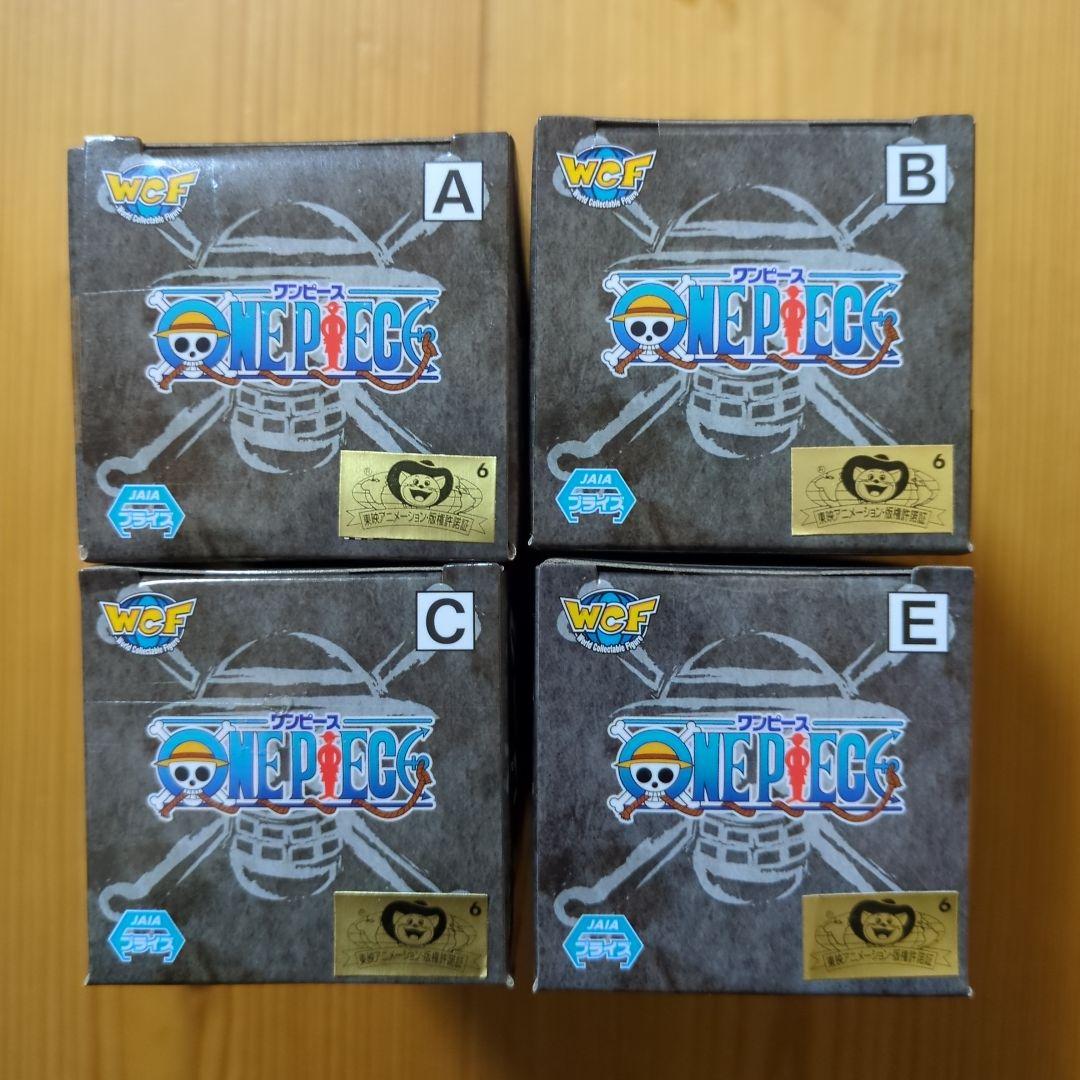 WCF
World Collectable Figure
A
ワンピース
ONE PIECE
JAIA
プライズ
®
6
東映アニメーション・版権許諾証
WCF
World Collectable Figure
B
ワンピース
ONE PIECE
JAIA
プライズ
®
6
東映アニメーション・版権許諾証
WCF
World Collectable Figure
C
ワンピース
ONE PIECE
JAIA
プライズ
6
東映アニメーション・版権許諾証
WCF
World Collectable Figure
E
ワンピース
ONE PIECE
JAIA
プライズ
6
東映アニメーション・版権許諾証